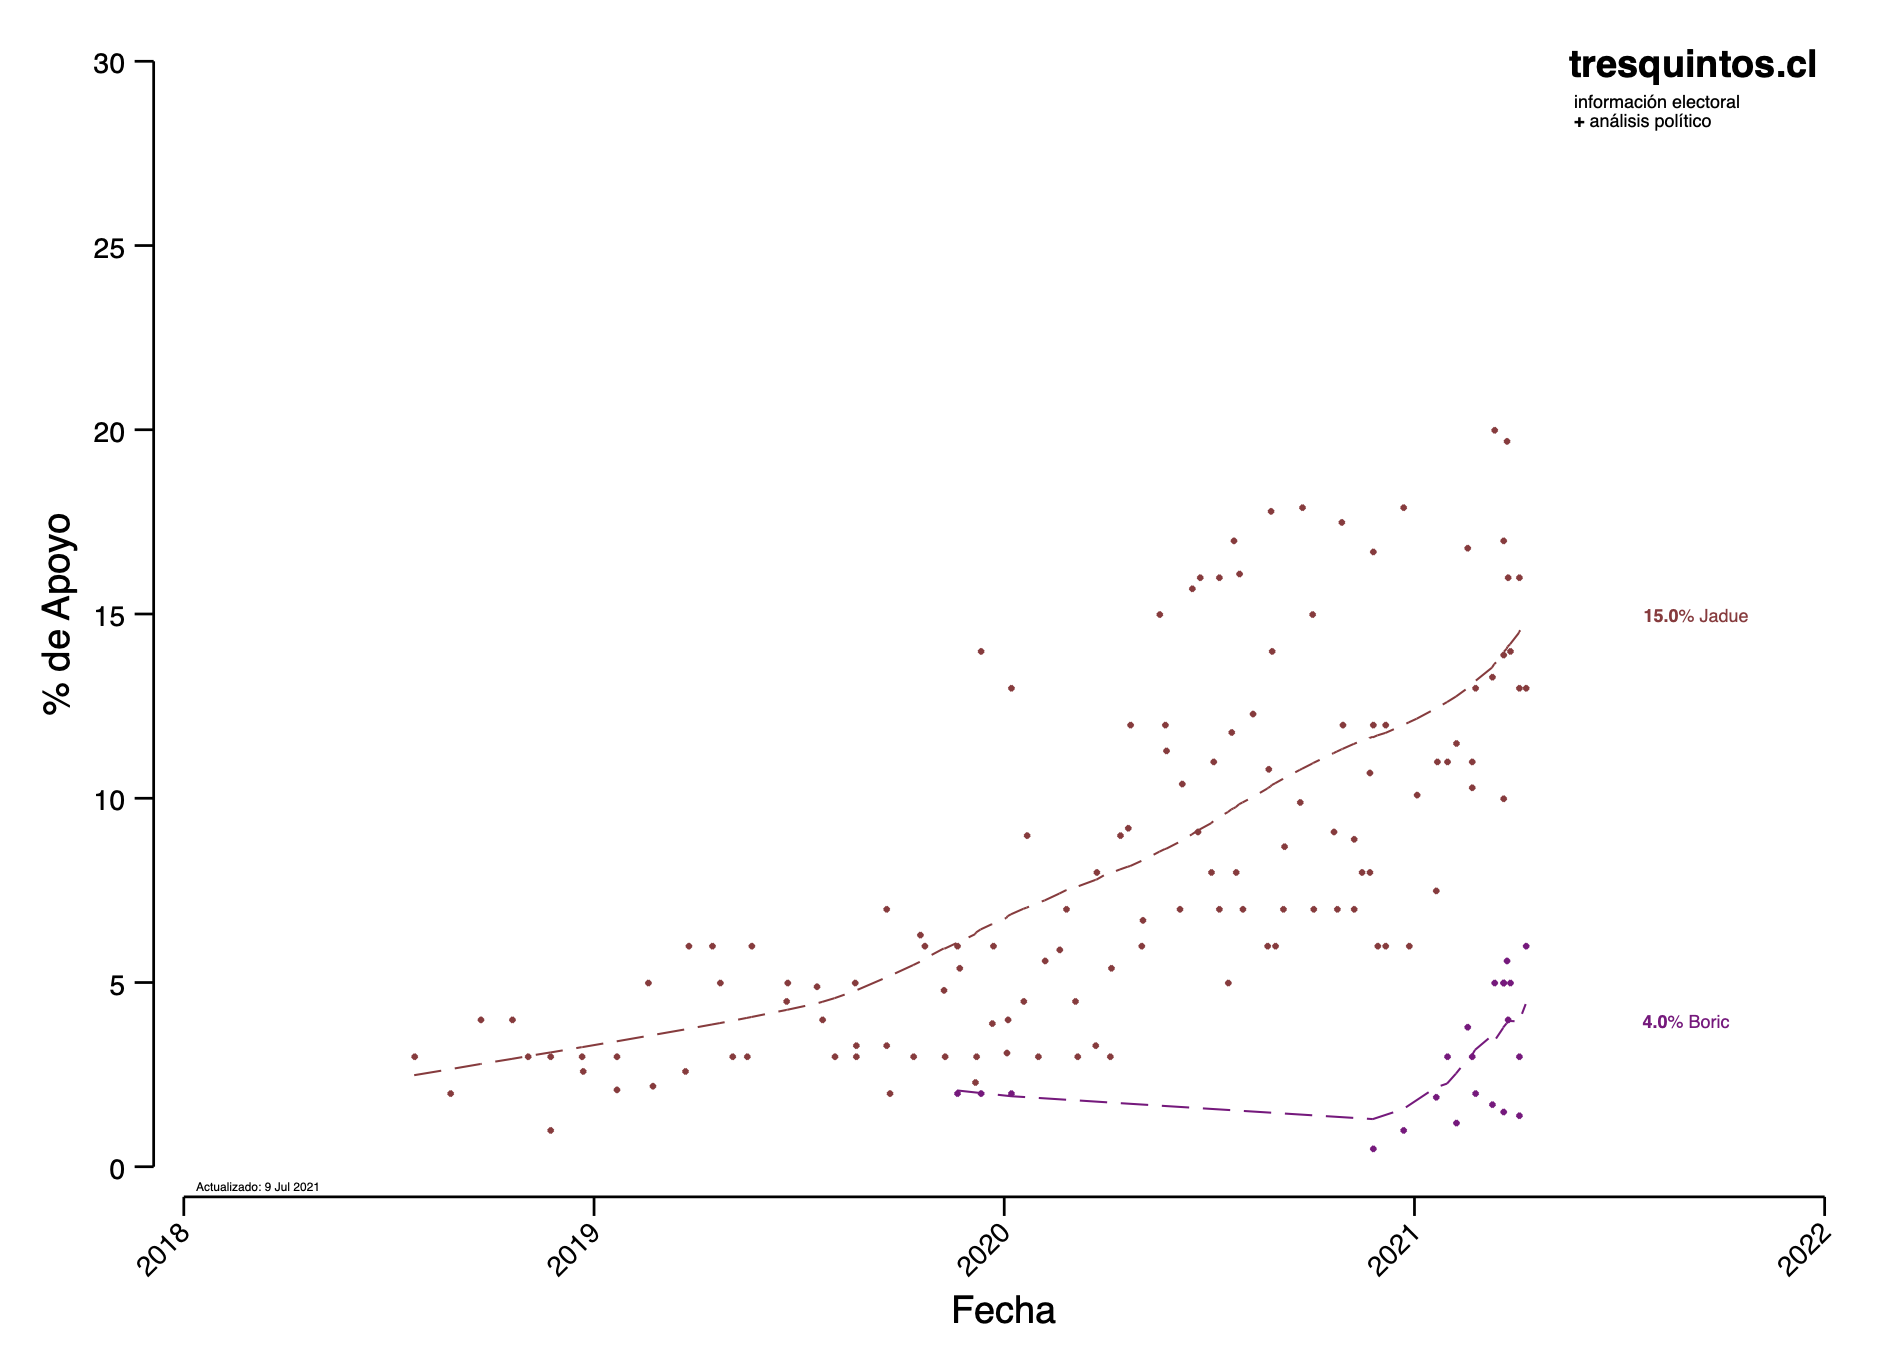 tresquintos.cl
información electoral
+ análisis político
30
25
20
15
10
5
0
% de Apoyo
15.0% Jadue
4.0% Boric
Actualizado: 9 Jul 2021
2018
2019
2020
2021
2022
Fecha